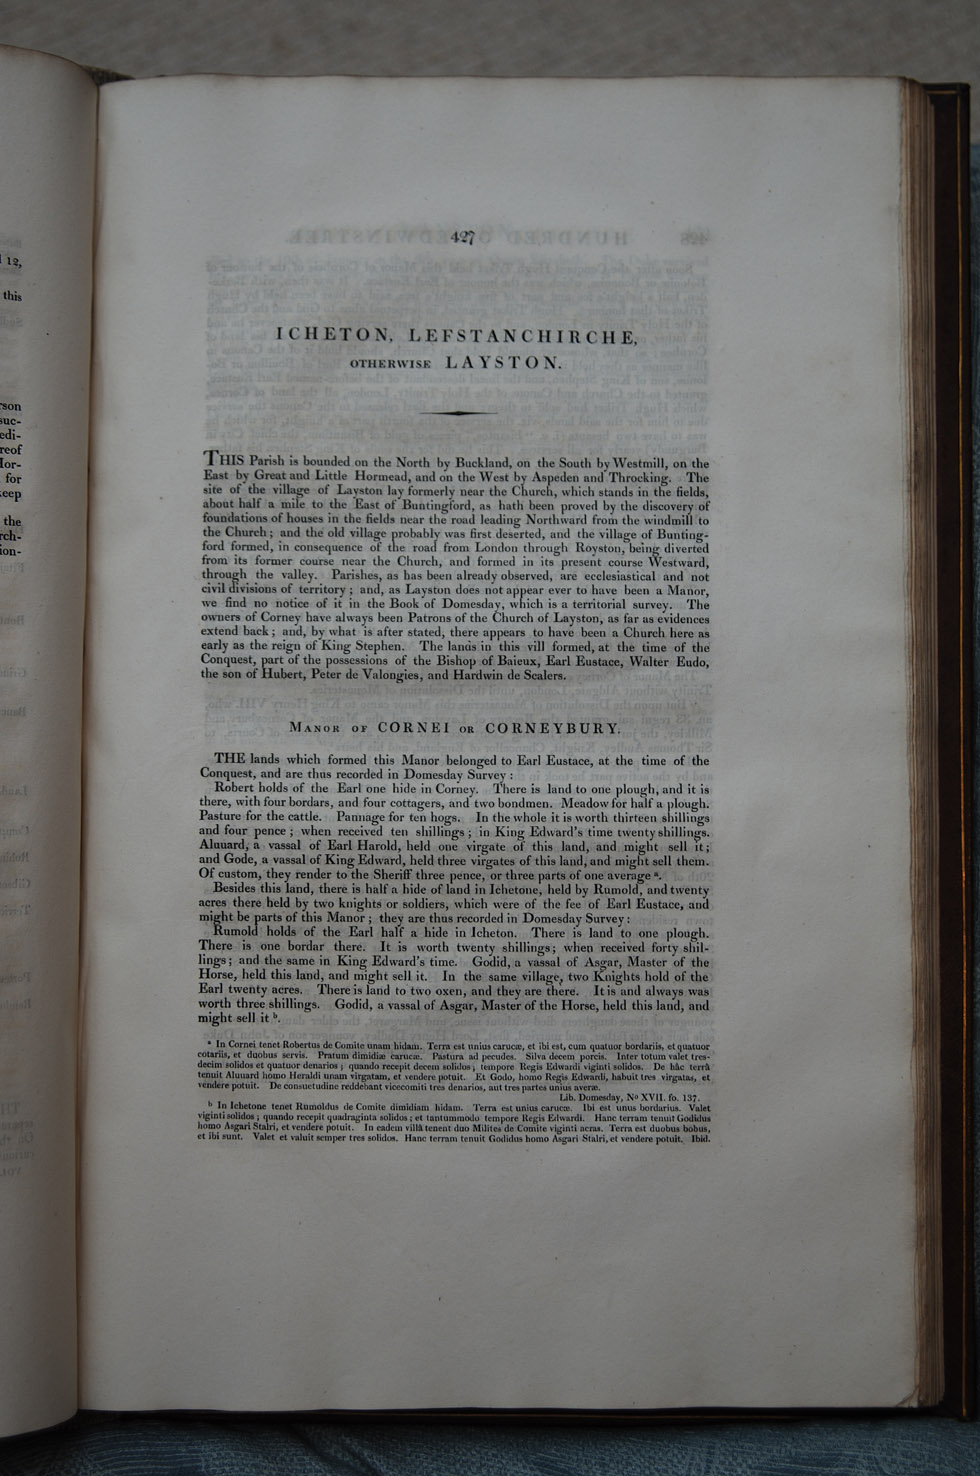 427
ICHETON, LEFSTANCHIRCHE,
OTHERWISE LAYSTON.
THIS Parish is bounded on the North by Buckland, on the South by Westmill, on the
East by Great and Little Hormead, and on the West by Aspeden and Throcking. The
site of the village of Layston lay formerly near the Church, which stands in the fields,
about half a mile to the East of Buntingford, as hath been proved by the discovery of
foundations of houses in the fields near the road leading Northward from the windmill to
the Church; and the old village probably was first deserted, and the village of Bunting-
ford formed, in consequence of the road from London through Royston, being diverted
from its former course near the Church, and formed in its present course Westward,
through the valley. Parishes, as has been already observed, are ecclesiastical and not
civil divisions of territory; and, as Layston does not appear ever to have been a Manor,
we find no notice of it in the Book of Domesday, which is a territorial survey. The
owners of Corney have always been Patrons of the Church of Layston, as far as evidences
extend back; and, by what is after stated, there appears to have been a Church here as
early as the reign of King Stephen. The lands in this vill formed, at the time of the
Conquest, part of the possessions of the Bishop of Baieux, Earl Eustace, Walter Eudo,
the son of Hubert, Peter de Valongies, and Hardwin de Scalers.
MANOR OF CORNEI OR CORNEYBURY.
THE lands which formed this Manor belonged to Earl Eustace, at the time of the
Conquest, and are thus recorded in Domesday Survey:
Robert holds of the Earl one hide in Corney. There is land to one plough, and it is
there, with four bordars, and four cottagers, and two bondmen. Meadow for half a plough.
Pasture for the cattle. Pannage for ten hogs. In the whole it is worth thirteen shillings
and four pence; when received ten shillings; in King Edward's time twenty shillings.
Aluuard, a vassal of Earl Harold, held one virgate of this land, and might sell it;
and Gode, a vassal of King Edward, held three virgates of this land, and might sell them.
Of custom, they render to the Sheriff three pence, or three parts of one average a.
Besides this land, there is half a hide of land in Ichetone, held by Rumold, and twenty
acres there held by two knights or soldiers, which were of the fee of Earl Eustace, and
might be parts of this Manor; they are thus recorded in Domesday Survey:
Rumold holds of the Earl half a hide in Icheton. There is land to one plough.
There is one bordar there. It is worth twenty shillings; when received forty shil-
lings; and the same in King Edward's time. Godid, a vassal of Asgar, Master of the
Horse, held this land, and might sell it. In the same village, two Knights hold of the
Earl twenty acres. There is land to two oxen, and they are there. It is and always was
worth three shillings. Godid, a vassal of Asgar, Master of the Horse, held this land, and
might sell it b.
a In Cornei tenet Robertus de Comite unam hidam. Terra est unius carucæ, et ibi est, cum quatuor bordariis, et quatuor
cotariis, et duobus servis. Pratum dimidiæ carucæ. Pastura ad pecudes. Silva decem porcis. Inter totum valet tres-
decim solidos et quatuor denarios; quando recepit decem solidos; tempore Regis Edwardi viginti solidos. De hâc terrâ
tenuit Aluuard homo Heraldi unam virgatam, et vendere potuit. Et Godo, homo Regis Edwardi, habuit tres virgatas, et
vendere potuit. De consuetudine reddebant vicecomiti tres denarios, aut tres partes unius averæ.
Lib. Domesday, No XVII. fo. 137.
b In Ichetone tenet Rumoldus de Comite dimidiam hidam. Terra est unius carucæ. Ibi est unus bordarius. Valet
viginti solidos; quando recepit quadraginta solidos; et tantummodo tempore Regis Edwardi. Hanc terram tenuit Godidus
homo Asgari Stalri, et vendere potuit. In eadem villâ tenent duo Milites de Comite viginti acras. Terra est duobus bobus,
et ibi sunt. Valet et valuit semper tres solidos. Hanc terram tenuit Godidus homo Asgari Stalri, et vendere potuit. Ibid.